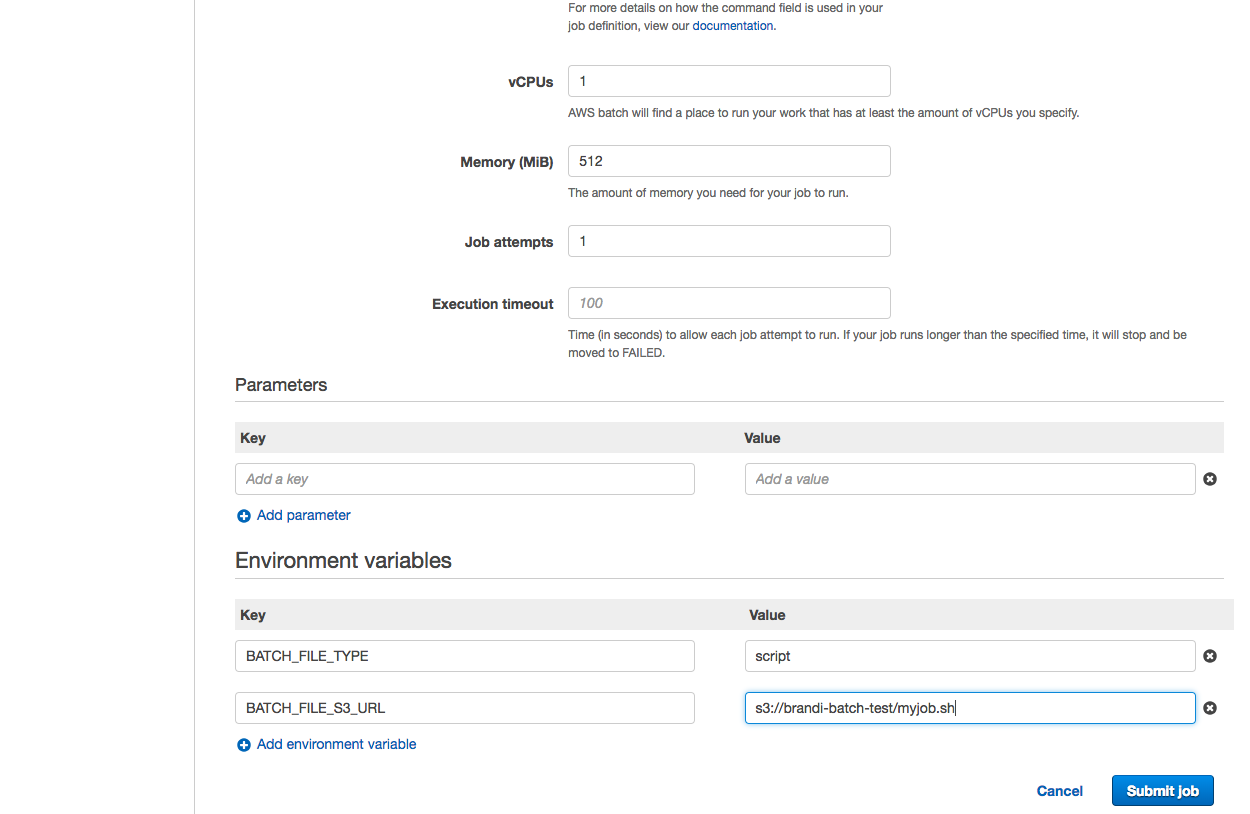 For more details on how the command field is used in your
job definition, view our documentation.
vCPUs 1
AWS batch will find a place to run your work that has at least the amount of vCPUs you specify.
Memory (MiB) 512
The amount of memory you need for your job to run.
Job attempts 1
Execution timeout 100
Time (in seconds) to allow each job attempt to run. If your job runs longer than the specified time, it will stop and be
moved to FAILED.
Parameters
Key Value
Add a key Add a value
Add parameter
Environment variables
Key Value
BATCH_FILE_TYPE script
BATCH_FILE_S3_URL s3://brandi-batch-test/myjob.sh
Add environment variable
Cancel Submit job